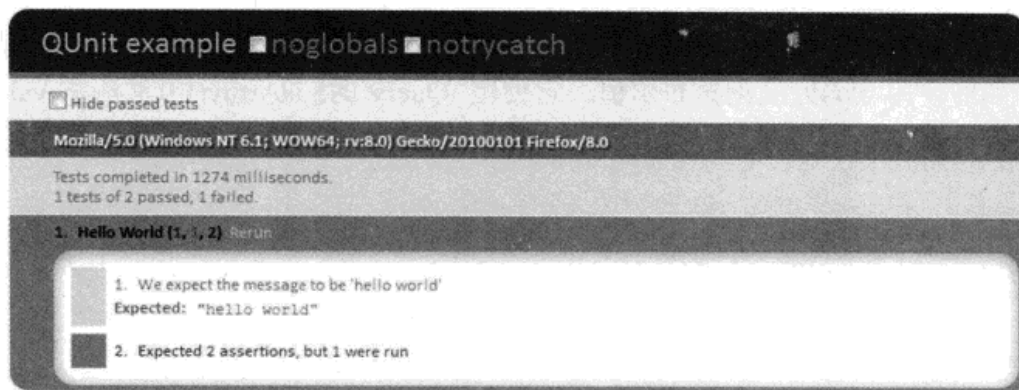 QUnit example noglobals notrycatch
Hide passed tests
Mozilla/5.0 (Windows NT 6.1; WOW64; rv:8.0) Gecko/20100101 Firefox/8.0
Tests completed in 1274 milliseconds.
1 tests of 2 passed, 1 failed.
1. Hello World (1, 1, 2) Rerun
1. We expect the message to be 'hello world'
Expected: "hello world"
2. Expected 2 assertions, but 1 were run